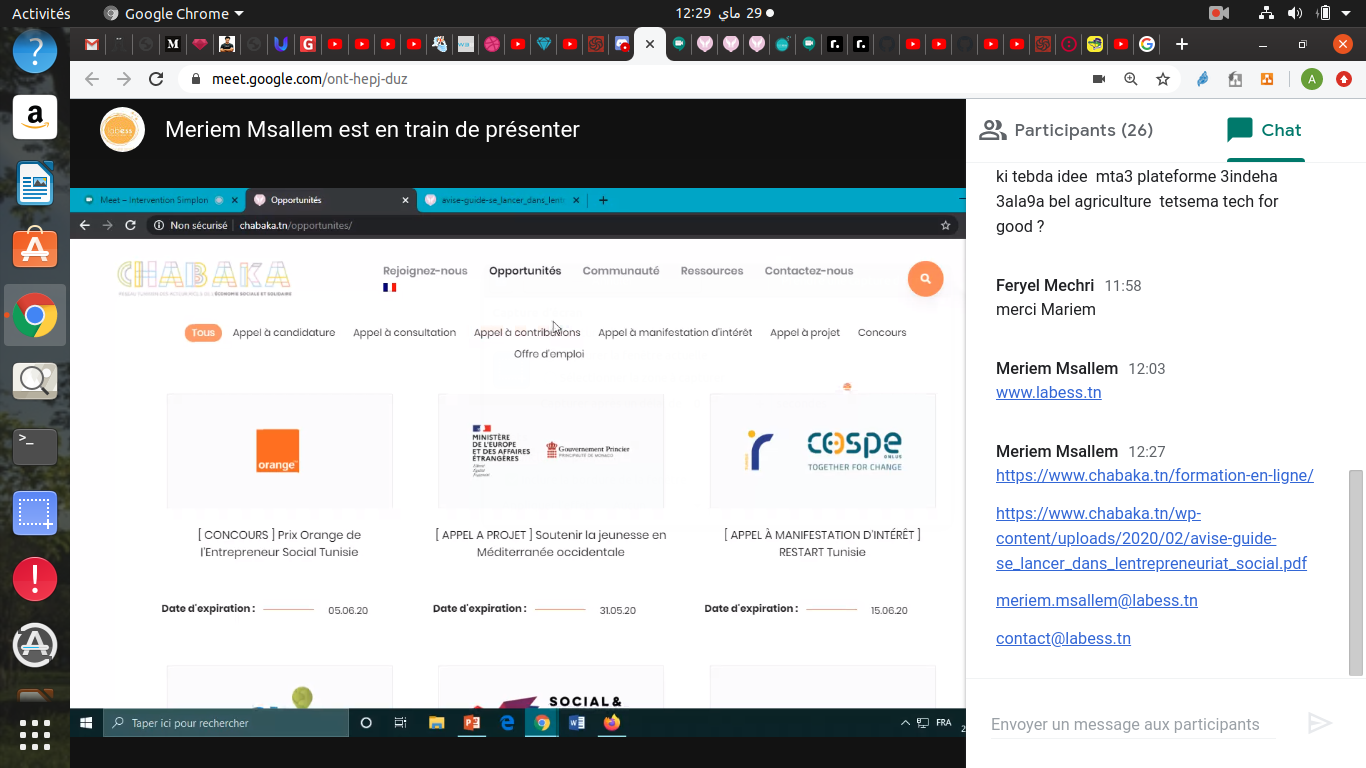 Activités
Google Chrome
12:29 ماي 29
meet.google.com/ont-hepj-duz
A
Meriem Msallem est en train de présenter
Meet – Intervention Simplon
Opportunités
avise-guide-se_lancer_dans_lent
Non sécurisé
chabaka.tn/opportunites/
CHABAKA
Rejoignez-nous
Opportunités
Communauté
Ressources
Contactez-nous
Tous
Appel à candidature
Appel à consultation
Appel à contributions
Appel à manifestation d'intérêt
Appel à projet
Concours
Offre d'emploi
orange
MINISTÈRE
DE L'EUROPE
ET DES AFFAIRES
ÉTRANGÈRES
Liberté
Égalité
Fraternité
Gouvernement Princier
PRINCIPAUTÉ DE MONACO
cospe
ONLUS
TOGETHER FOR CHANGE
[ CONCOURS ] Prix Orange de
l'Entrepreneur Social Tunisie
[ APPEL A PROJET ] Soutenir la jeunesse en
Méditerranée occidentale
[ APPEL À MANIFESTATION D'INTÉRÊT ]
RESTART Tunisie
Date d'expiration :
05.06.20
Date d'expiration :
31.05.20
Date d'expiration :
15.06.20
SOCIAL &
Taper ici pour rechercher
FRA
Participants (26)
Chat
ki tebda idee mta3 plateforme 3indeha
3ala9a bel agriculture tetsema tech for
good ?
Feryel Mechri 11:58
merci Mariem
Meriem Msallem 12:03
www.labess.tn
Meriem Msallem 12:27
https://www.chabaka.tn/formation-en-ligne/
https://www.chabaka.tn/wp-
content/uploads/2020/02/avise-guide-
se_lancer_dans_lentrepreneuriat_social.pdf
meriem.msallem@labess.tn
contact@labess.tn
Envoyer un message aux participants